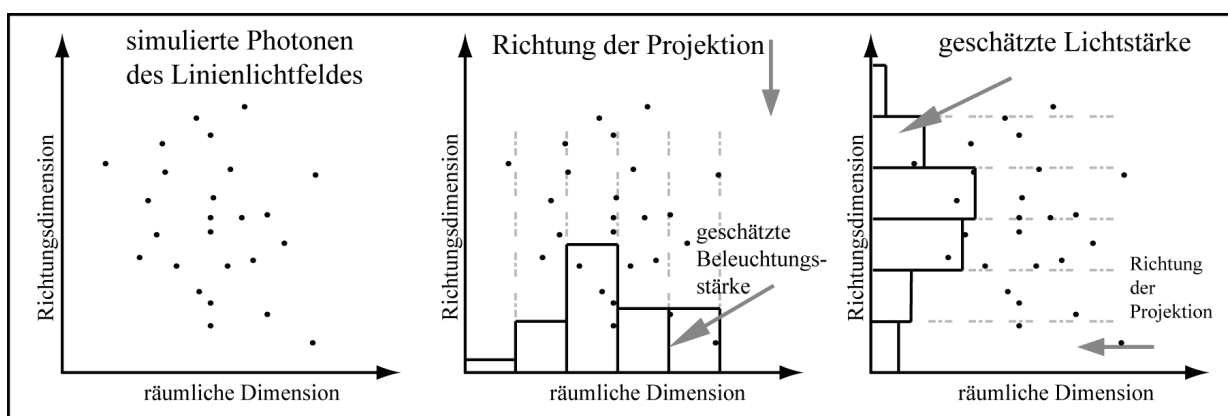 simulierte Photonen
des Linienlichtfeldes
Richtungsdimension
räumliche Dimension
Richtung der Projektion
Richtungsdimension
geschätzte
Beleuchtungs-
stärke
räumliche Dimension
geschätzte Lichtstärke
Richtungsdimension
Richtung
der
Projektion
räumliche Dimension